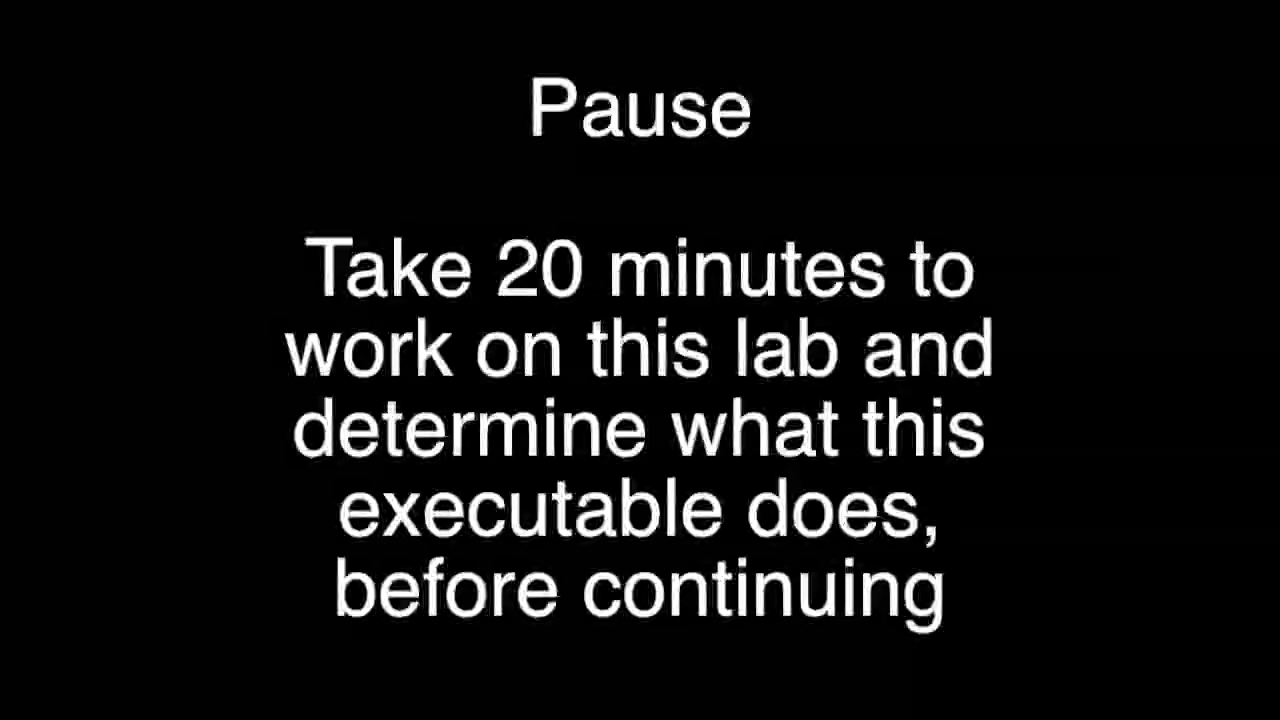 Pause
Take 20 minutes to
work on this lab and
determine what this
executable does,
before continuing